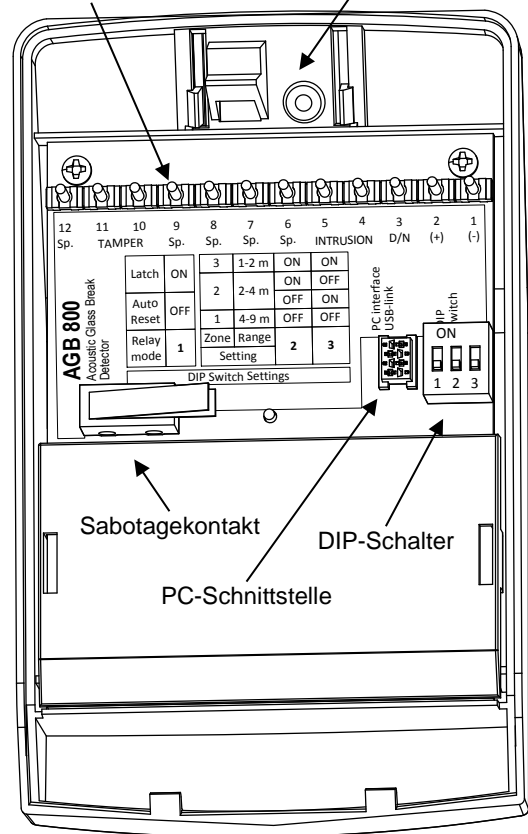 12 11 10 9 8 7 6 5 4 3 2 1
Sp. TAMPER Sp. Sp. Sp. Sp. INTRUSION D/N (+) (-)
AGB 800
Acoustic Glass Break
Detector
Latch ON
Auto
Reset OFF
Relay
mode 1
3 1-2 m ON ON
2 2-4 m ON OFF
OFF ON
1 4-9 m OFF OFF
Zone Range 2 3
Setting
DIP Switch Settings
PC interface
USB-link
ON
1 2 3
Sabotagekontakt
DIP-Schalter
PC-Schnittstelle